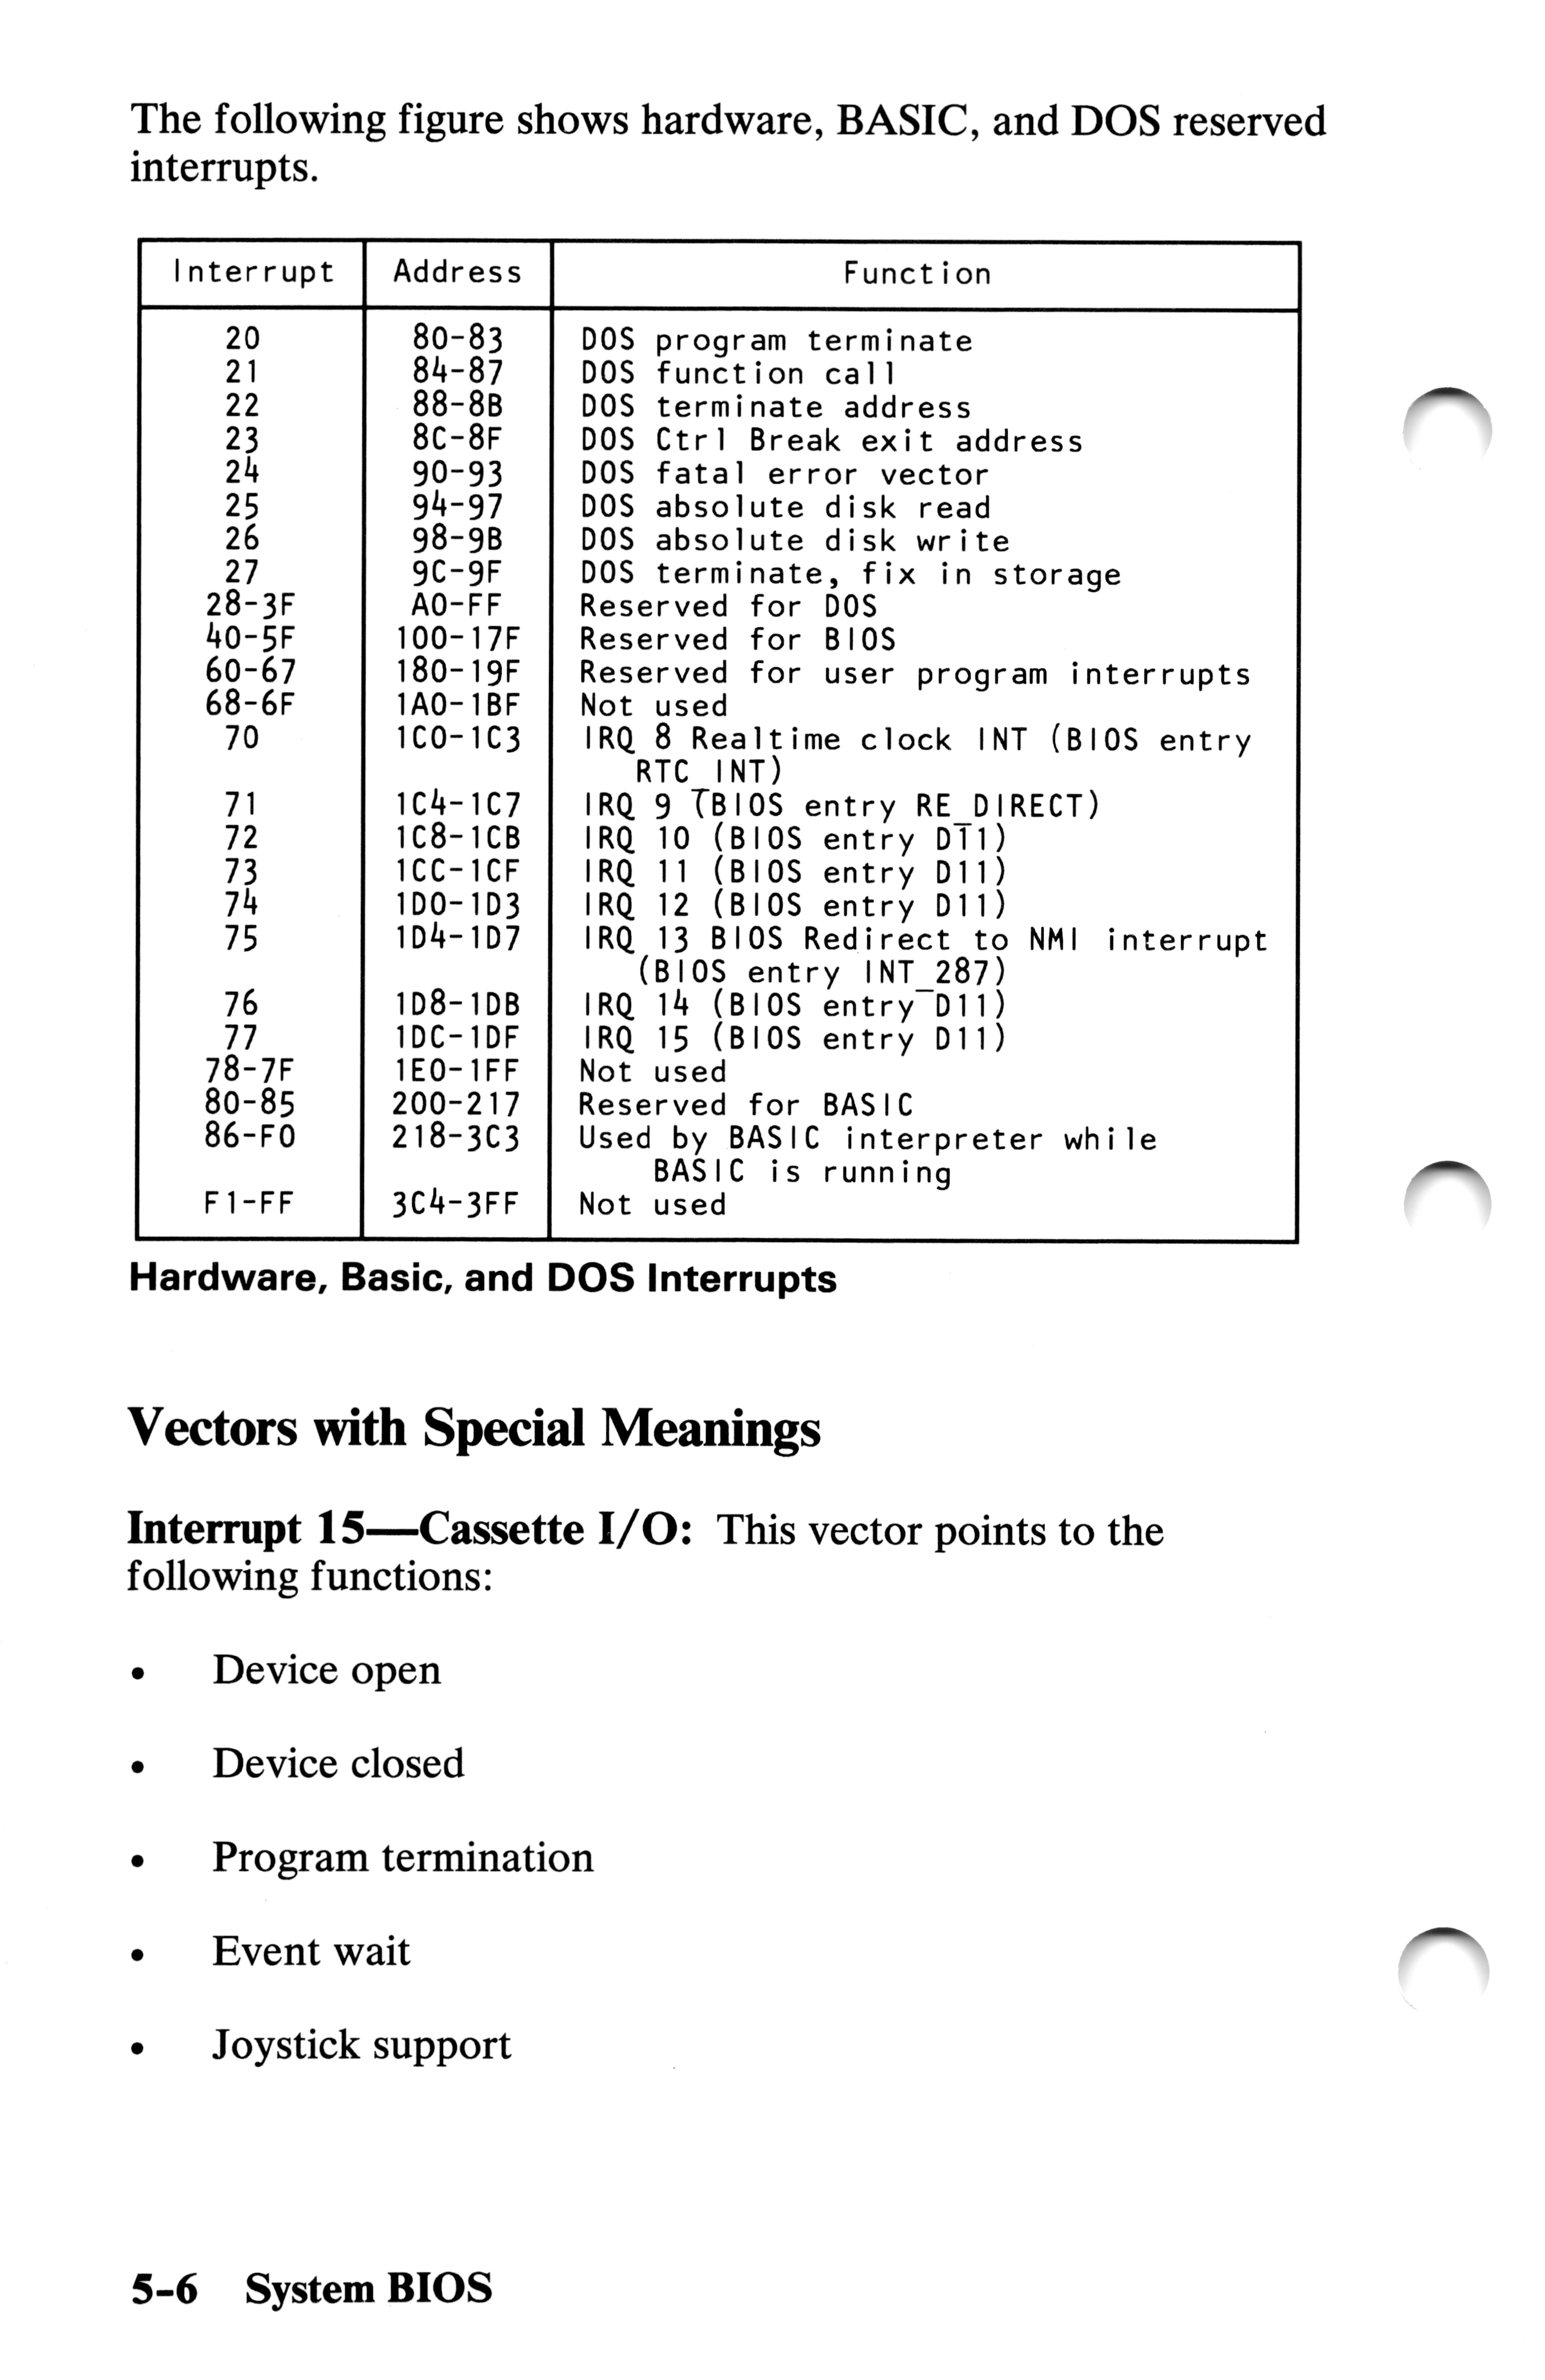 The following figure shows hardware, BASIC, and DOS reserved
interrupts.
Interrupt Address Function
20 80-83 DOS program terminate
21 84-87 DOS function call
22 88-8B DOS terminate address
23 8C-8F DOS Ctrl Break exit address
24 90-93 DOS fatal error vector
25 94-97 DOS absolute disk read
26 98-9B DOS absolute disk write
27 9C-9F DOS terminate, fix in storage
28-3F A0-FF Reserved for DOS
40-5F 100-17F Reserved for BIOS
60-67 180-19F Reserved for user program interrupts
68-6F 1A0-1BF Not used
70 1C0-1C3 IRQ 8 Realtime clock INT (BIOS entry
RTC_INT)
71 1C4-1C7 IRQ 9 (BIOS entry RE_DIRECT)
72 1C8-1CB IRQ 10 (BIOS entry D11)
73 1CC-1CF IRQ 11 (BIOS entry D11)
74 1D0-1D3 IRQ 12 (BIOS entry D11)
75 1D4-1D7 IRQ 13 BIOS Redirect to NMI interrupt
(BIOS entry INT_287)
76 1D8-1DB IRQ 14 (BIOS entry D11)
77 1DC-1DF IRQ 15 (BIOS entry D11)
78-7F 1E0-1FF Not used
80-85 200-217 Reserved for BASIC
86-F0 218-3C3 Used by BASIC interpreter while
BASIC is running
F1-FF 3C4-3FF Not used
Hardware, Basic, and DOS Interrupts
Vectors with Special Meanings
Interrupt 15—Cassette I/O: This vector points to the
following functions:
• Device open
• Device closed
• Program termination
• Event wait
• Joystick support
5-6 System BIOS